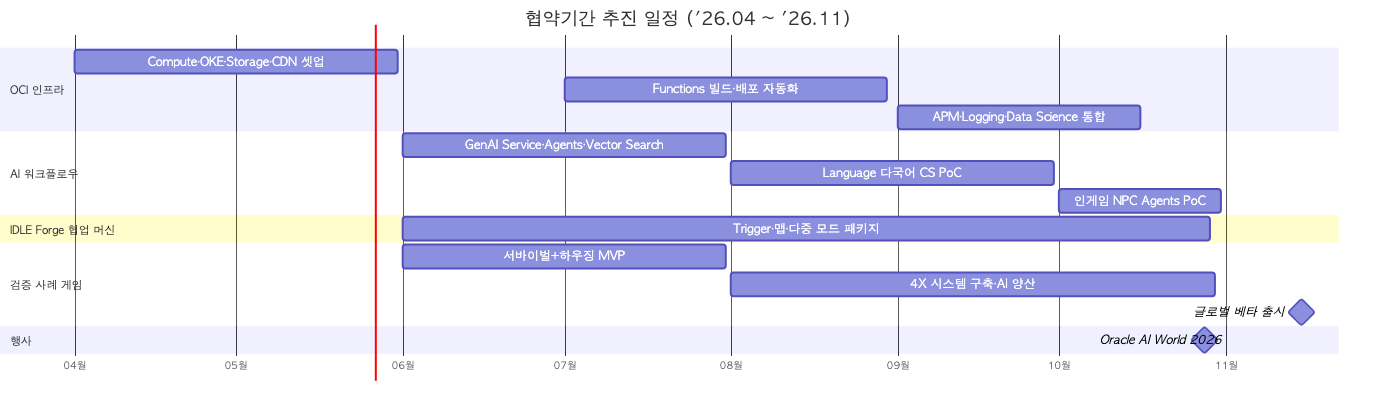 협약기간 추진 일정 (’26.04 ~ ’26.11)
OCI 인프라
Compute·OKE·Storage·CDN 셋업
Functions 빌드·배포 자동화
APM·Logging·Data Science 통합
AI 워크플로우
GenAI Service·Agents·Vector Search
Language 다국어 CS PoC
인게임 NPC Agents PoC
IDLE Forge 협업 머신
Trigger·맵·다중 모드 패키지
검증 사례 게임
서바이벌+하우징 MVP
4X 시스템 구축·AI 양산
글로벌 베타 출시
행사
Oracle AI World 2026
04월 05월 06월 07월 08월 09월 10월 11월